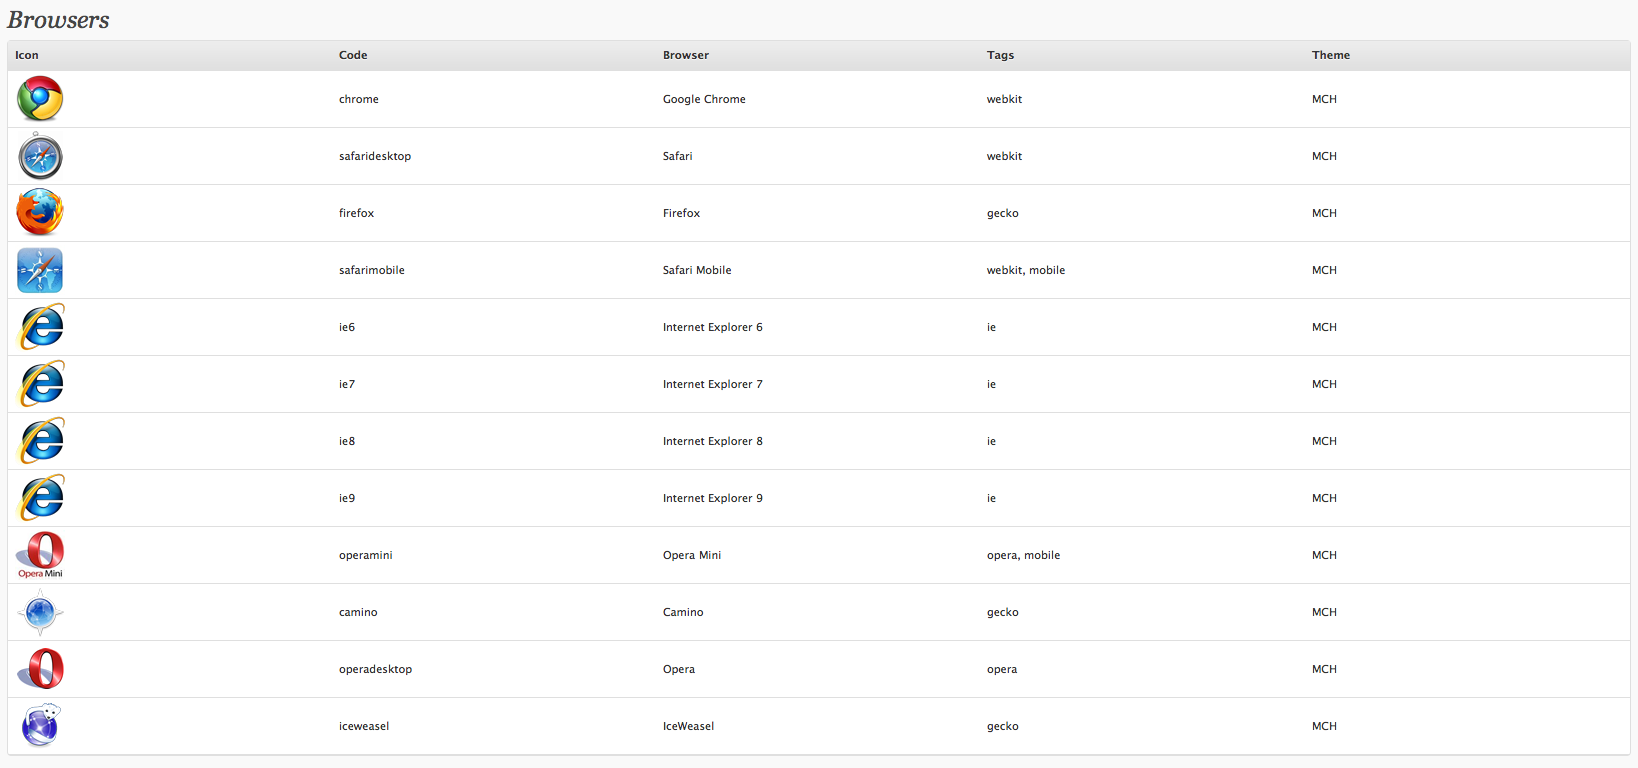 Browsers
Icon Code Browser Tags Theme
chrome Google Chrome webkit MCH
safaridesktop Safari webkit MCH
firefox Firefox gecko MCH
safarimobile Safari Mobile webkit, mobile MCH
ie6 Internet Explorer 6 ie MCH
ie7 Internet Explorer 7 ie MCH
ie8 Internet Explorer 8 ie MCH
ie9 Internet Explorer 9 ie MCH
operamini Opera Mini opera, mobile MCH
Opera Mini
camino Camino gecko MCH
operadesktop Opera opera MCH
iceweasel IceWeasel gecko MCH